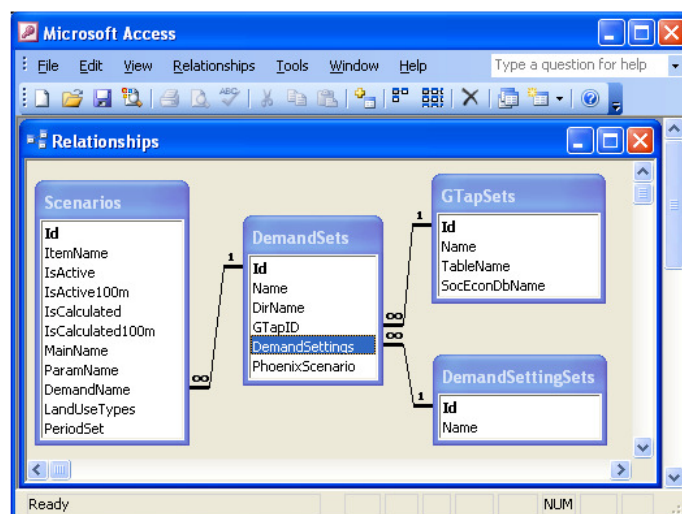 Microsoft Access
File Edit View Relationships Tools Window Help Type a question for help
ABC
Relationships
Scenarios
Id
ItemName
IsActive
IsActive100m
IsCalculated
IsCalculated100m
MainName
ParamName
DemandName
LandUseTypes
PeriodSet
1
∞
DemandSets
Id
Name
DirName
GTapID
DemandSettings
PhoenixScenario
1
∞
∞
1
GTapSets
Id
Name
TableName
SocEconDbName
DemandSettingSets
Id
Name
Ready NUM